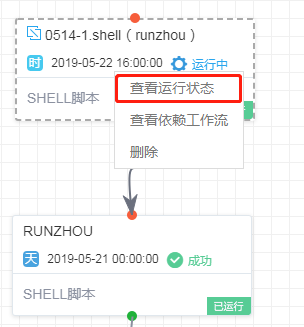 0514-1.shell（runzhou）
时 2019-05-22 16:00:00 运行中
SHELL脚本
查看运行状态
查看依赖工作流
删除
RUNZHOU
天 2019-05-21 00:00:00 成功
SHELL脚本
已运行